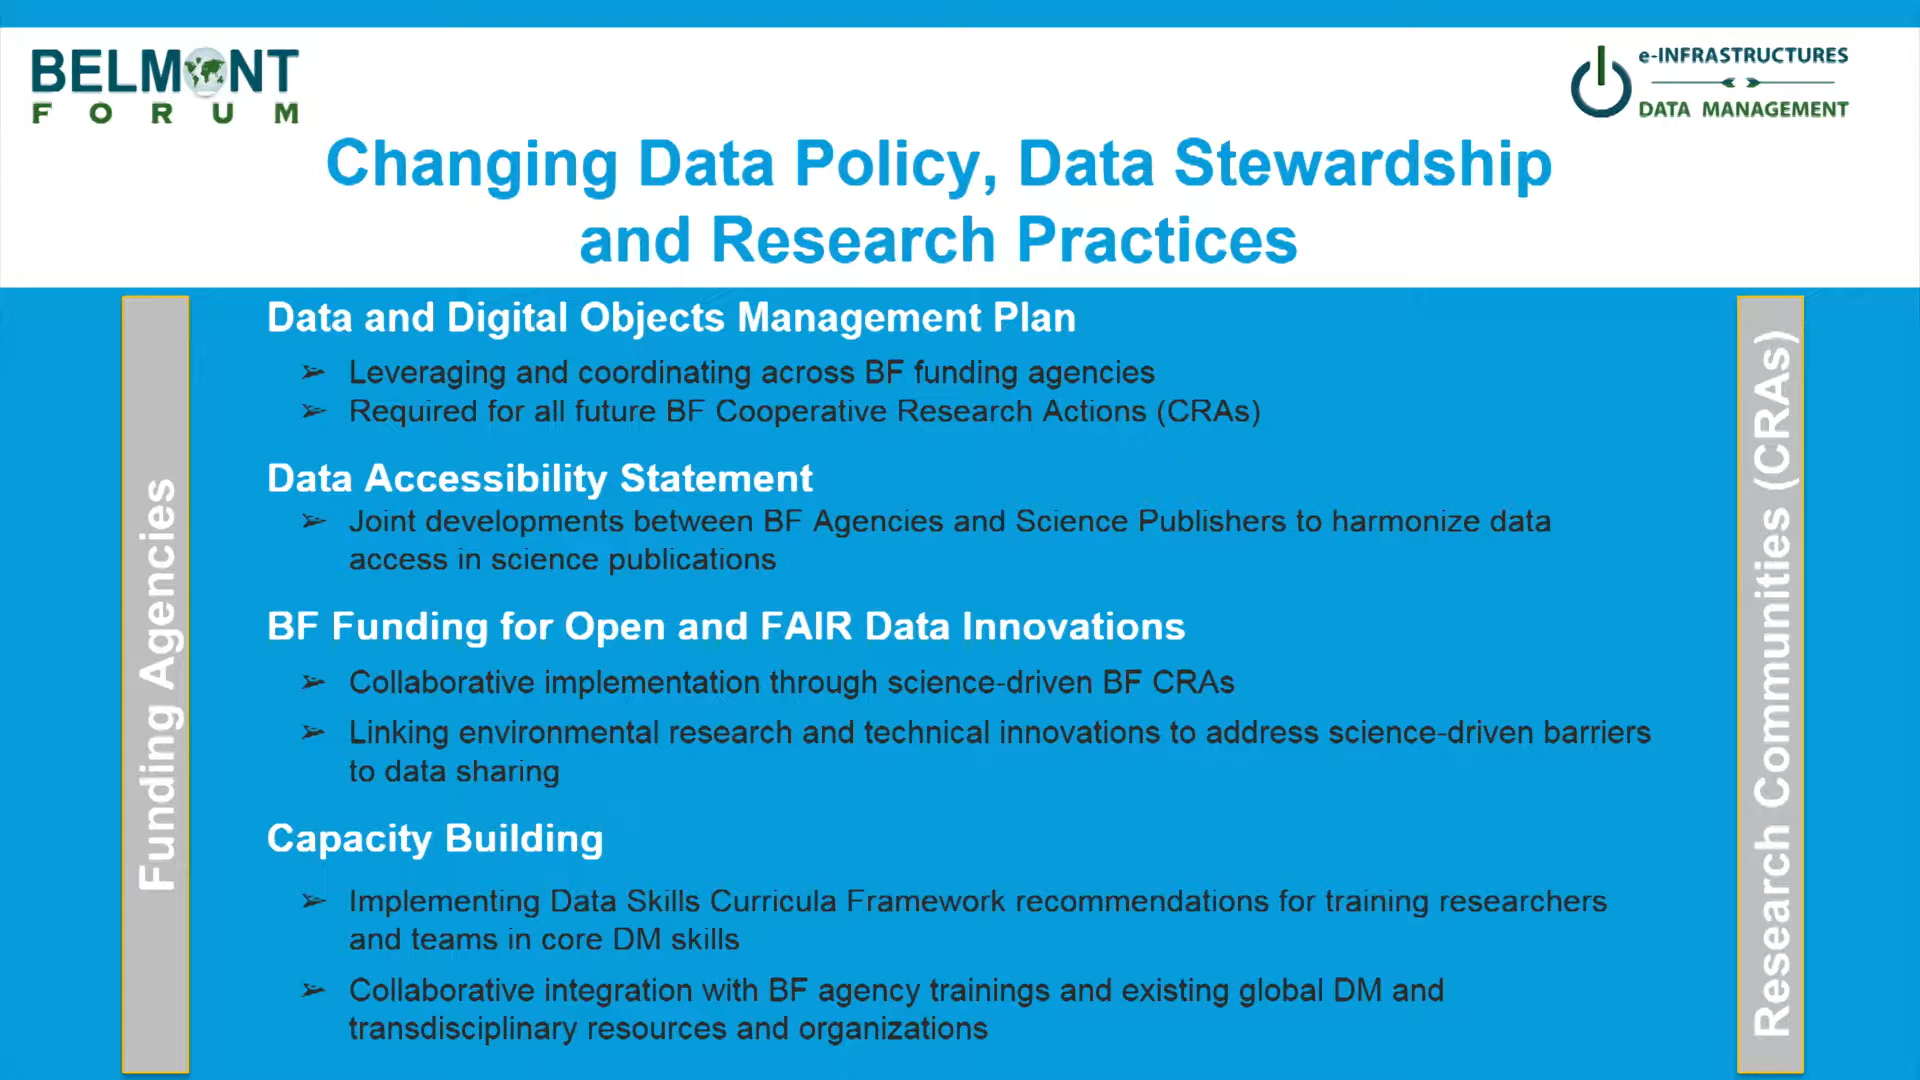 BELMONT
FORUM
e-INFRASTRUCTURES
DATA MANAGEMENT
Changing Data Policy, Data Stewardship
and Research Practices
Funding Agencies
Data and Digital Objects Management Plan
➢ Leveraging and coordinating across BF funding agencies
➢ Required for all future BF Cooperative Research Actions (CRAs)
Data Accessibility Statement
➢ Joint developments between BF Agencies and Science Publishers to harmonize data
access in science publications
BF Funding for Open and FAIR Data Innovations
➢ Collaborative implementation through science-driven BF CRAs
➢ Linking environmental research and technical innovations to address science-driven barriers
to data sharing
Capacity Building
➢ Implementing Data Skills Curricula Framework recommendations for training researchers
and teams in core DM skills
➢ Collaborative integration with BF agency trainings and existing global DM and
transdisciplinary resources and organizations
Research Communities (CRAs)